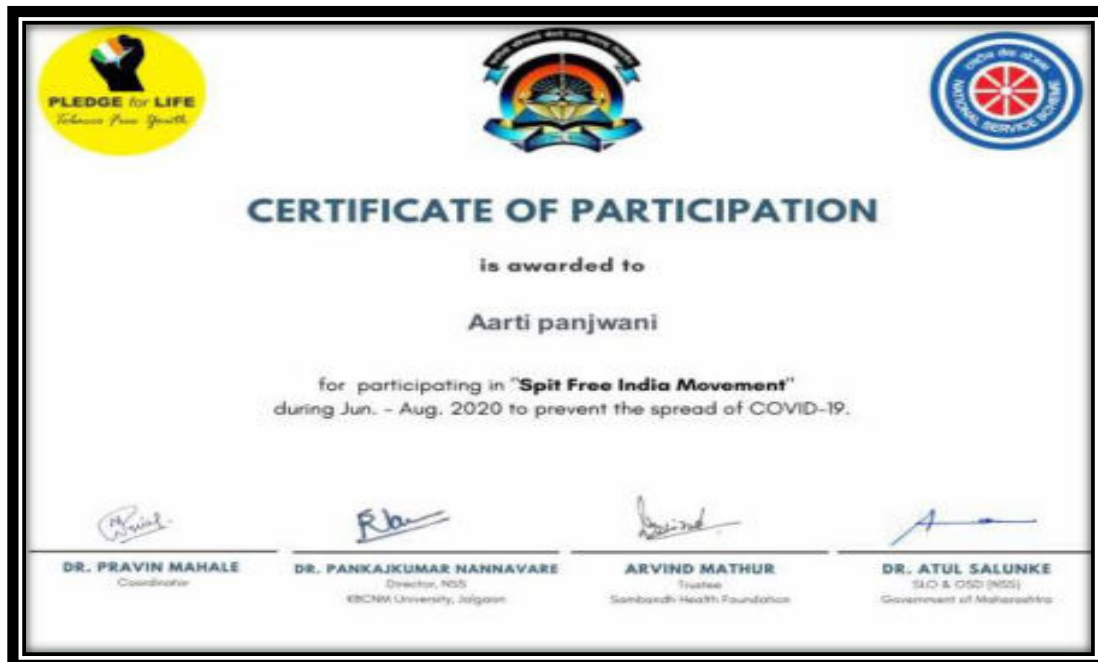 PLEDGE for LIFE
Tobacco Free Youth
राष्ट्रीय सेवा योजना
NATIONAL SERVICE SCHEME
CERTIFICATE OF PARTICIPATION
is awarded to
Aarti panjwani
for participating in "Spit Free India Movement"
during Jun. - Aug. 2020 to prevent the spread of COVID-19.
DR. PRAVIN MAHALE
Coordinator
DR. PANKAJKUMAR NANNAVARE
Director, NSS
KBCNM University, Jalgaon
ARVIND MATHUR
Trustee
Sambandh Health Foundation
DR. ATUL SALUNKE
SLO & OSD (NSS)
Government of Maharashtra